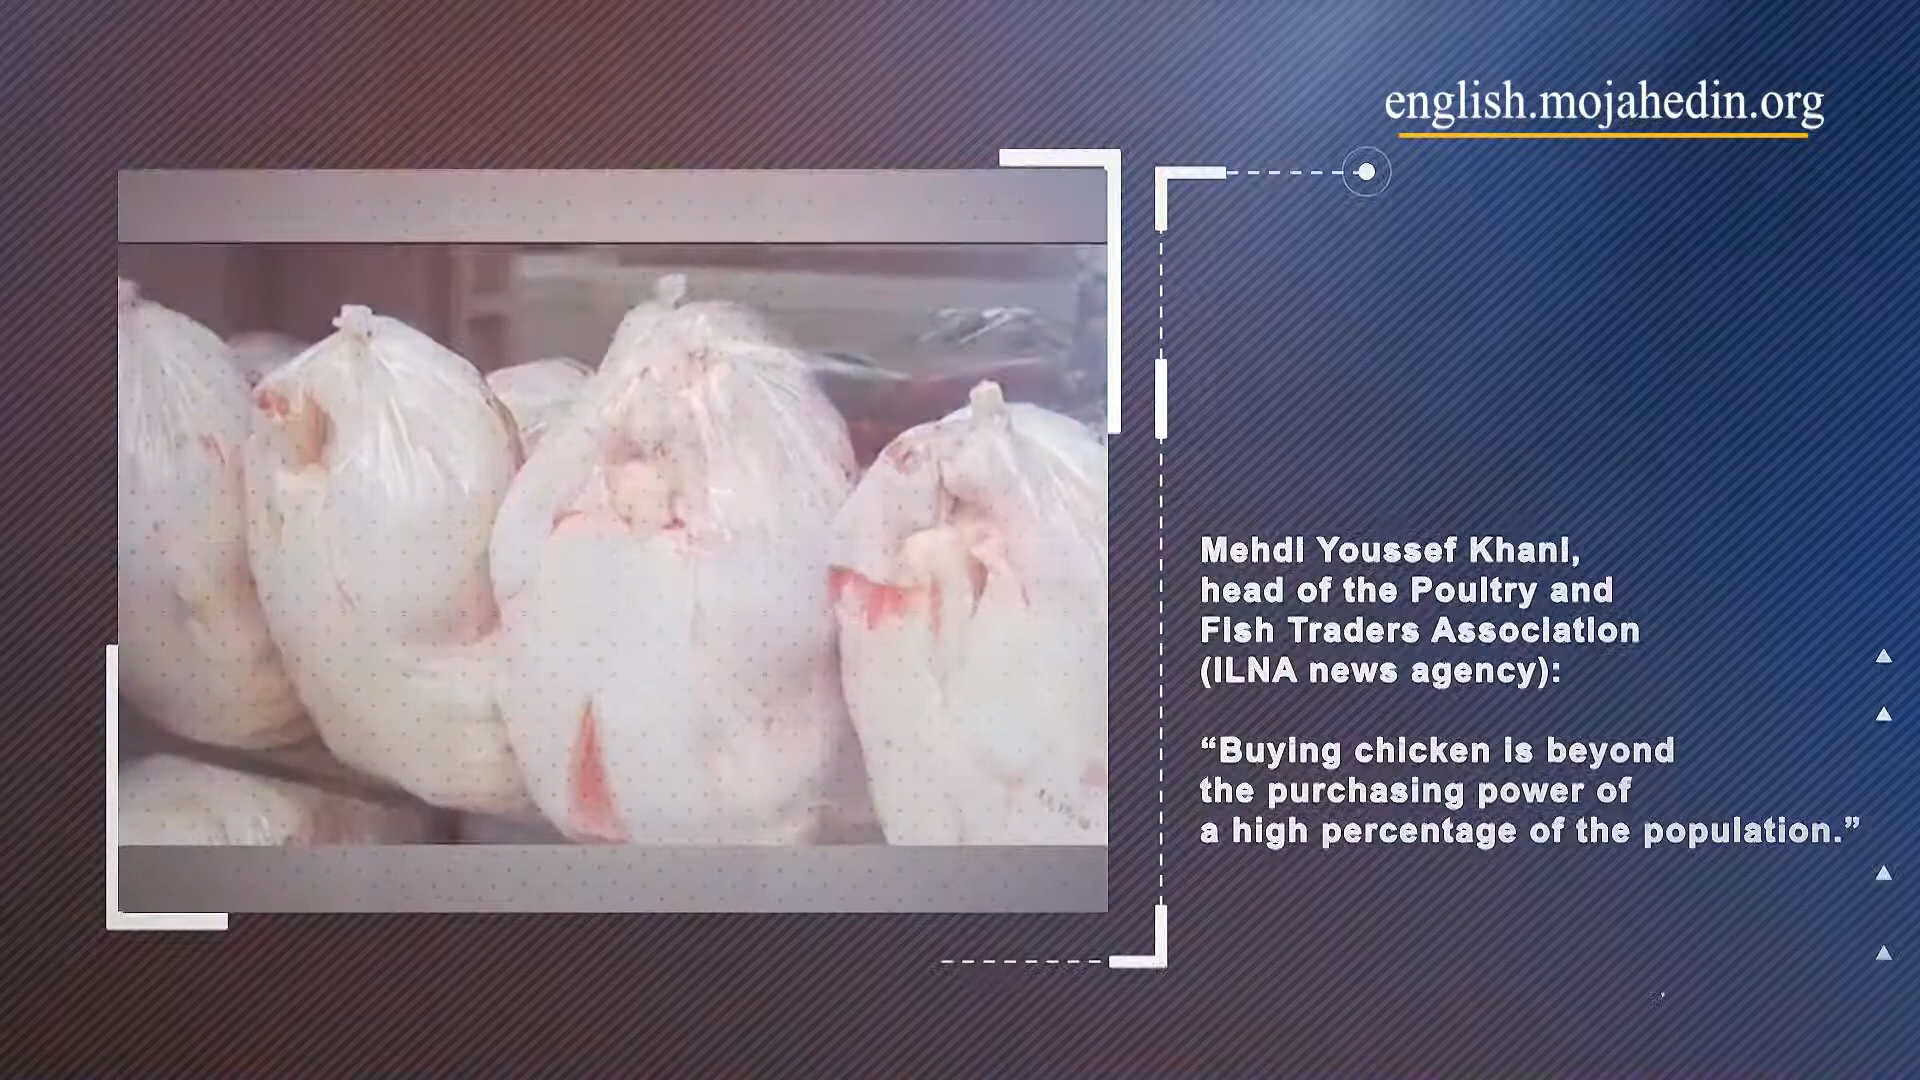 english.mojahedin.org
Mehdi Youssef Khani,
head of the Poultry and
Fish Traders Association
(ILNA news agency):
“Buying chicken is beyond
the purchasing power of
a high percentage of the population.”